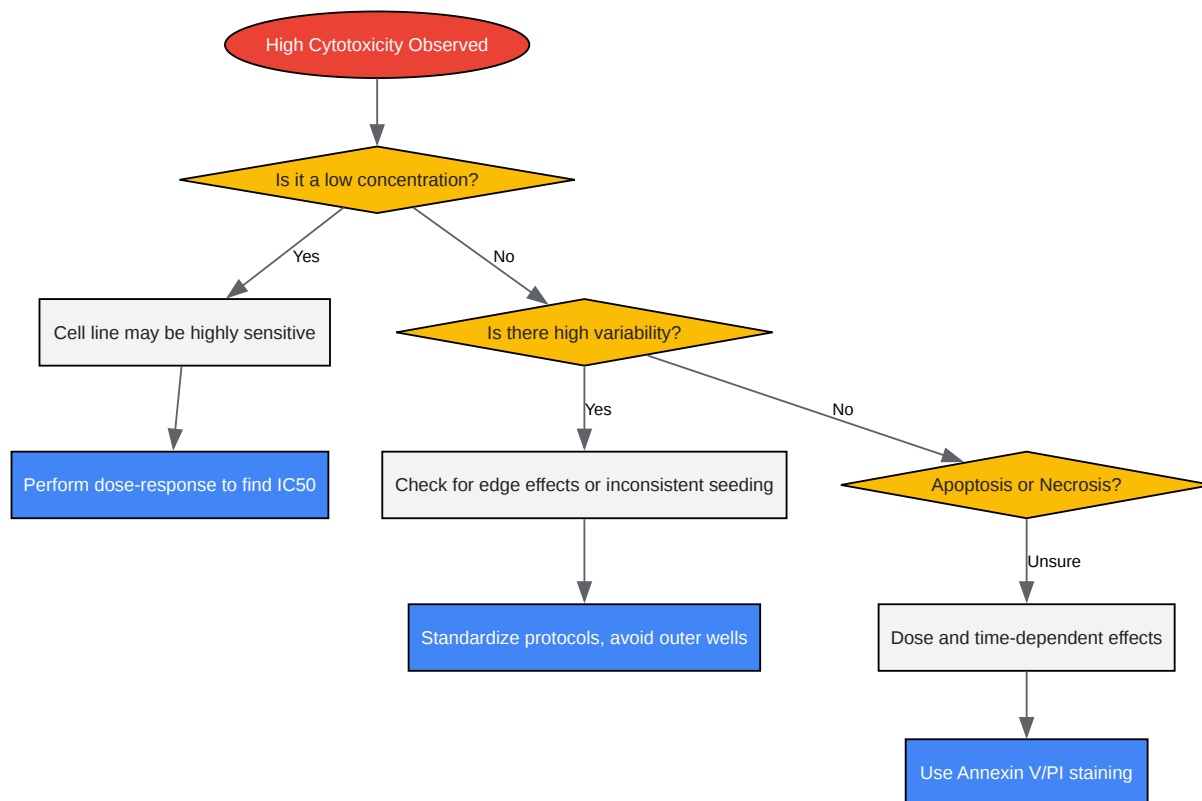 High Cytotoxicity Observed
Is it a low concentration?
Yes
No
Cell line may be highly sensitive
Is there high variability?
Yes
No
Perform dose-response to find IC50
Check for edge effects or inconsistent seeding
Apoptosis or Necrosis?
Unsure
Standardize protocols, avoid outer wells
Dose and time-dependent effects
Use Annexin V/PI staining